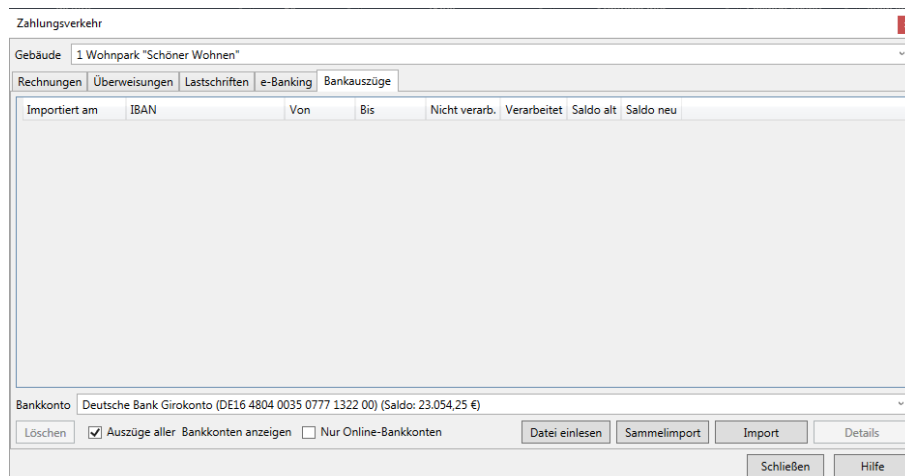 Zahlungsverkehr
Gebäude 1 Wohnpark "Schöner Wohnen"
Rechnungen Überweisungen Lastschriften e-Banking Bankauszüge
Importiert am IBAN Von Bis Nicht verarb. Verarbeitet Saldo alt Saldo neu
Bankkonto Deutsche Bank Girokonto (DE16 4804 0035 0777 1322 00) (Saldo: 23.054,25 €)
Löschen Auszüge aller Bankkonten anzeigen Nur Online-Bankkonten Datei einlesen Sammelimport Import Details
Schließen Hilfe